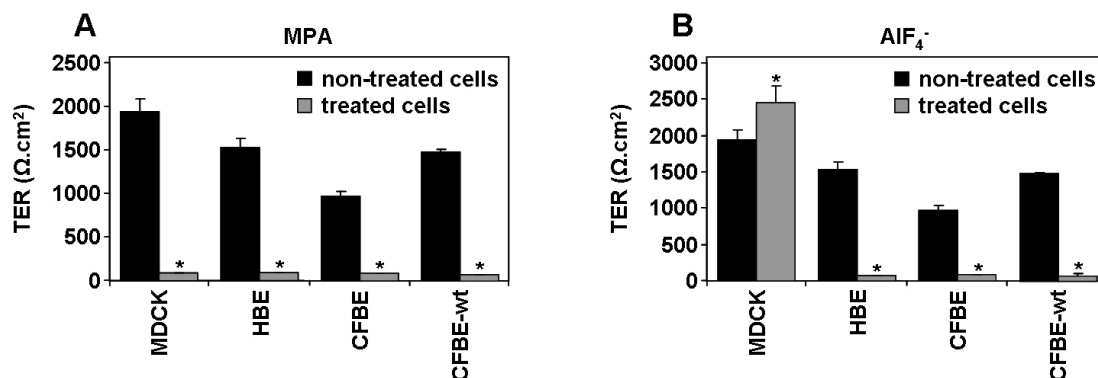 A
MPA
2500
2000
1500
1000
500
0
TER (Ω.cm²)
non-treated cells
treated cells
*
*
*
*
MDCK
HBE
CFBE
CFBE-wt
B
AlF₄⁻
3000
2500
2000
1500
1000
500
0
TER (Ω.cm²)
non-treated cells
treated cells
*
*
*
*
MDCK
HBE
CFBE
CFBE-wt